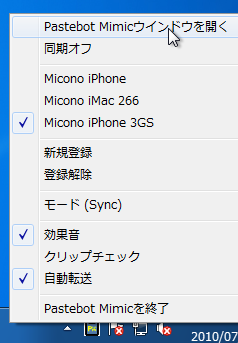 Pastebot Mimicウインドウを開く
同期オフ
Micono iPhone
Micono iMac 266
Micono iPhone 3GS
新規登録
登録解除
モード (Sync)
効果音
クリップチェック
自動転送
Pastebot Mimicを終了
2010/07